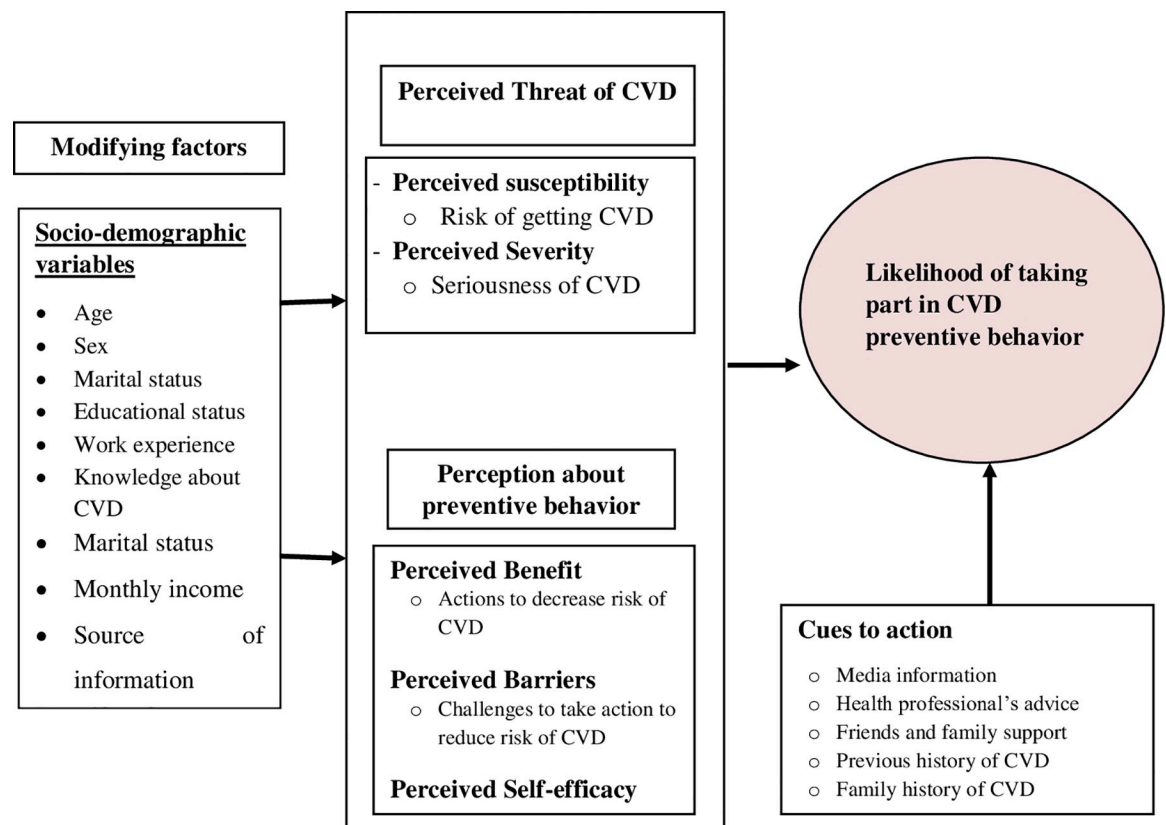 Modifying factors
Socio-demographic
variables
• Age
• Sex
• Marital status
• Educational status
• Work experience
• Knowledge about
CVD
• Marital status
• Monthly income
• Source of
information
Perceived Threat of CVD
- Perceived susceptibility
o Risk of getting CVD
- Perceived Severity
o Seriousness of CVD
Perception about
preventive behavior
Perceived Benefit
o Actions to decrease risk of
CVD
Perceived Barriers
o Challenges to take action to
reduce risk of CVD
Perceived Self-efficacy
Likelihood of taking
part in CVD
preventive behavior
Cues to action
o Media information
o Health professional’s advice
o Friends and family support
o Previous history of CVD
o Family history of CVD